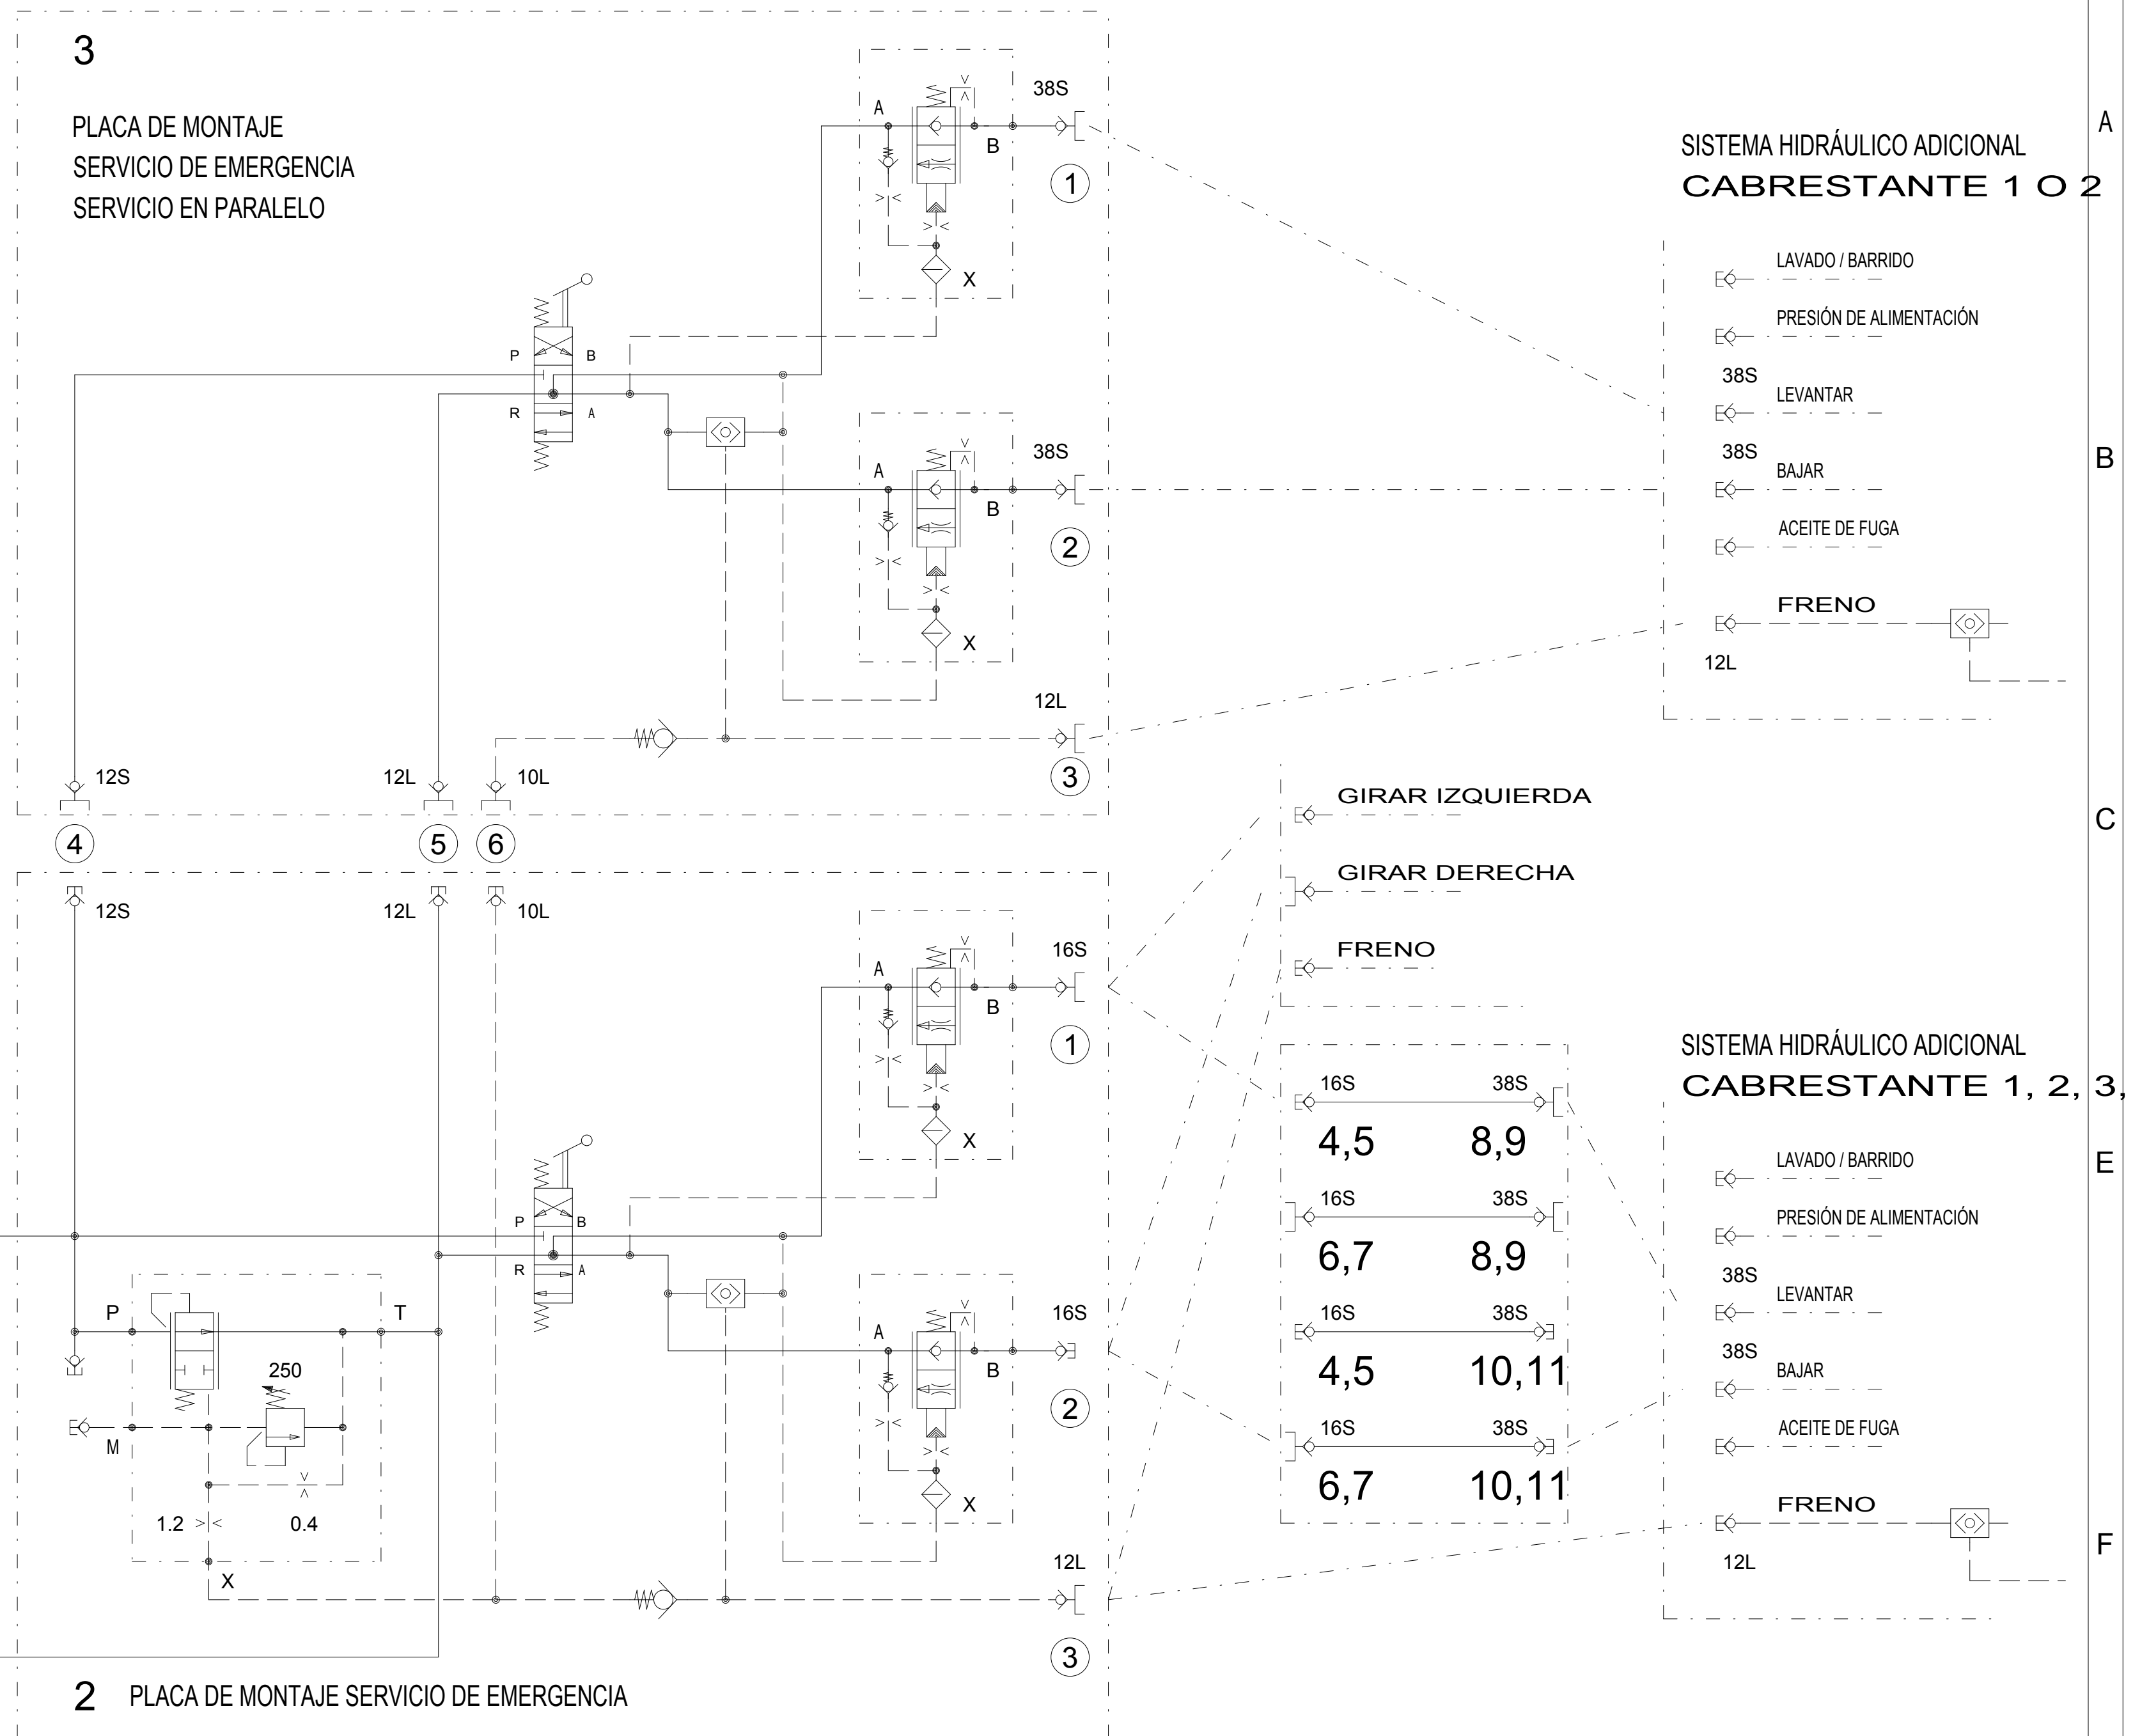 3
PLACA DE MONTAJE
SERVICIO DE EMERGENCIA
SERVICIO EN PARALELO
A
B
38S
1
X
P
B
R
A
A
B
38S
2
X
12L
3
12S
12L
10L
4
5
6
SISTEMA HIDRÁULICO ADICIONAL
CABRESTANTE 1 O 2
LAVADO / BARRIDO
PRESIÓN DE ALIMENTACIÓN
38S
LEVANTAR
38S
BAJAR
ACEITE DE FUGA
FRENO
12L
A
B
C
E
F
GIRAR IZQUIERDA
GIRAR DERECHA
FRENO
12S
12L
10L
A
B
16S
1
X
P
B
R
A
A
B
16S
2
X
12L
3
P
T
250
M
1.2
0.4
X
16S 38S
4,5 8,9
16S 38S
6,7 8,9
16S 38S
4,5 10,11
16S 38S
6,7 10,11
SISTEMA HIDRÁULICO ADICIONAL
CABRESTANTE 1, 2, 3,
LAVADO / BARRIDO
PRESIÓN DE ALIMENTACIÓN
38S
LEVANTAR
38S
BAJAR
ACEITE DE FUGA
FRENO
12L
2 PLACA DE MONTAJE SERVICIO DE EMERGENCIA